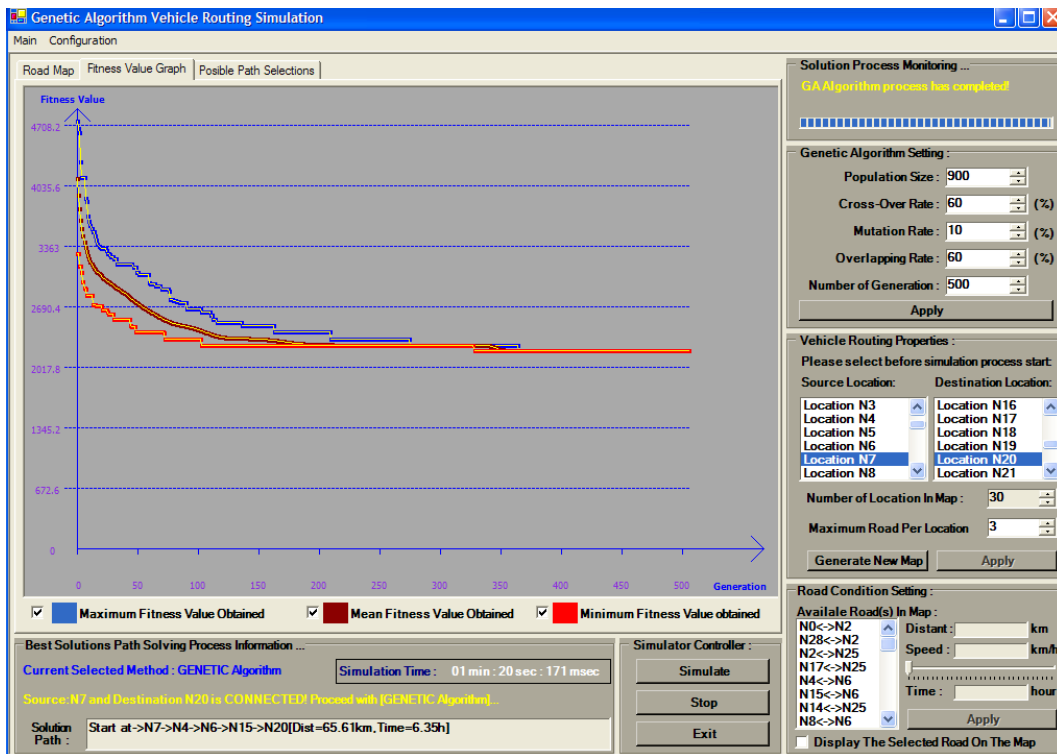 Genetic Algorithm Vehicle Routing Simulation
Main Configuration
Road Map Fitness Value Graph Posible Path Selections
Fitness Value
4708.2
4035.6
3363
2690.4
2017.8
1345.2
672.6
0
0 50 100 150 200 250 300 350 400 450 500 Generation
Maximum Fitness Value Obtained Mean Fitness Value Obtained Minimum Fitness Value obtained
Solution Process Monitoring ...
GA Algorithm process has completed!
Genetic Algorithm Setting :
Population Size : 900
Cross-Over Rate : 60 (%)
Mutation Rate : 10 (%)
Overlapping Rate : 60 (%)
Number of Generation : 500
Apply
Vehicle Routing Properties :
Please select before simulation process start:
Source Location: Destination Location:
Location N3 Location N16
Location N4 Location N17
Location N5 Location N18
Location N6 Location N19
Location N7 Location N20
Location N8 Location N21
Number of Location In Map : 30
Maximum Road Per Location 3
Generate New Map Apply
Road Condition Setting :
Availale Road(s) In Map :
N0<->N2
N28<->N2
N2<->N25
N17<->N25
N4<->N6
N15<->N6
N14<->N25
N8<->N6
Distant : km
Speed : km/h
Time : hour
Apply
Display The Selected Road On The Map
Best Solutions Path Solving Process Information ...
Current Selected Method : GENETIC Algorithm Simulation Time : 01 min : 20 sec : 171 msec
Source:N7 and Destination N20 is CONNECTED! Proceed with [GENETIC Algorithm]...
Solution Path : Start at->N7->N4->N6->N15->N20[Dist=65.61km,Time=6.35h]
Simulator Controller :
Simulate
Stop
Exit